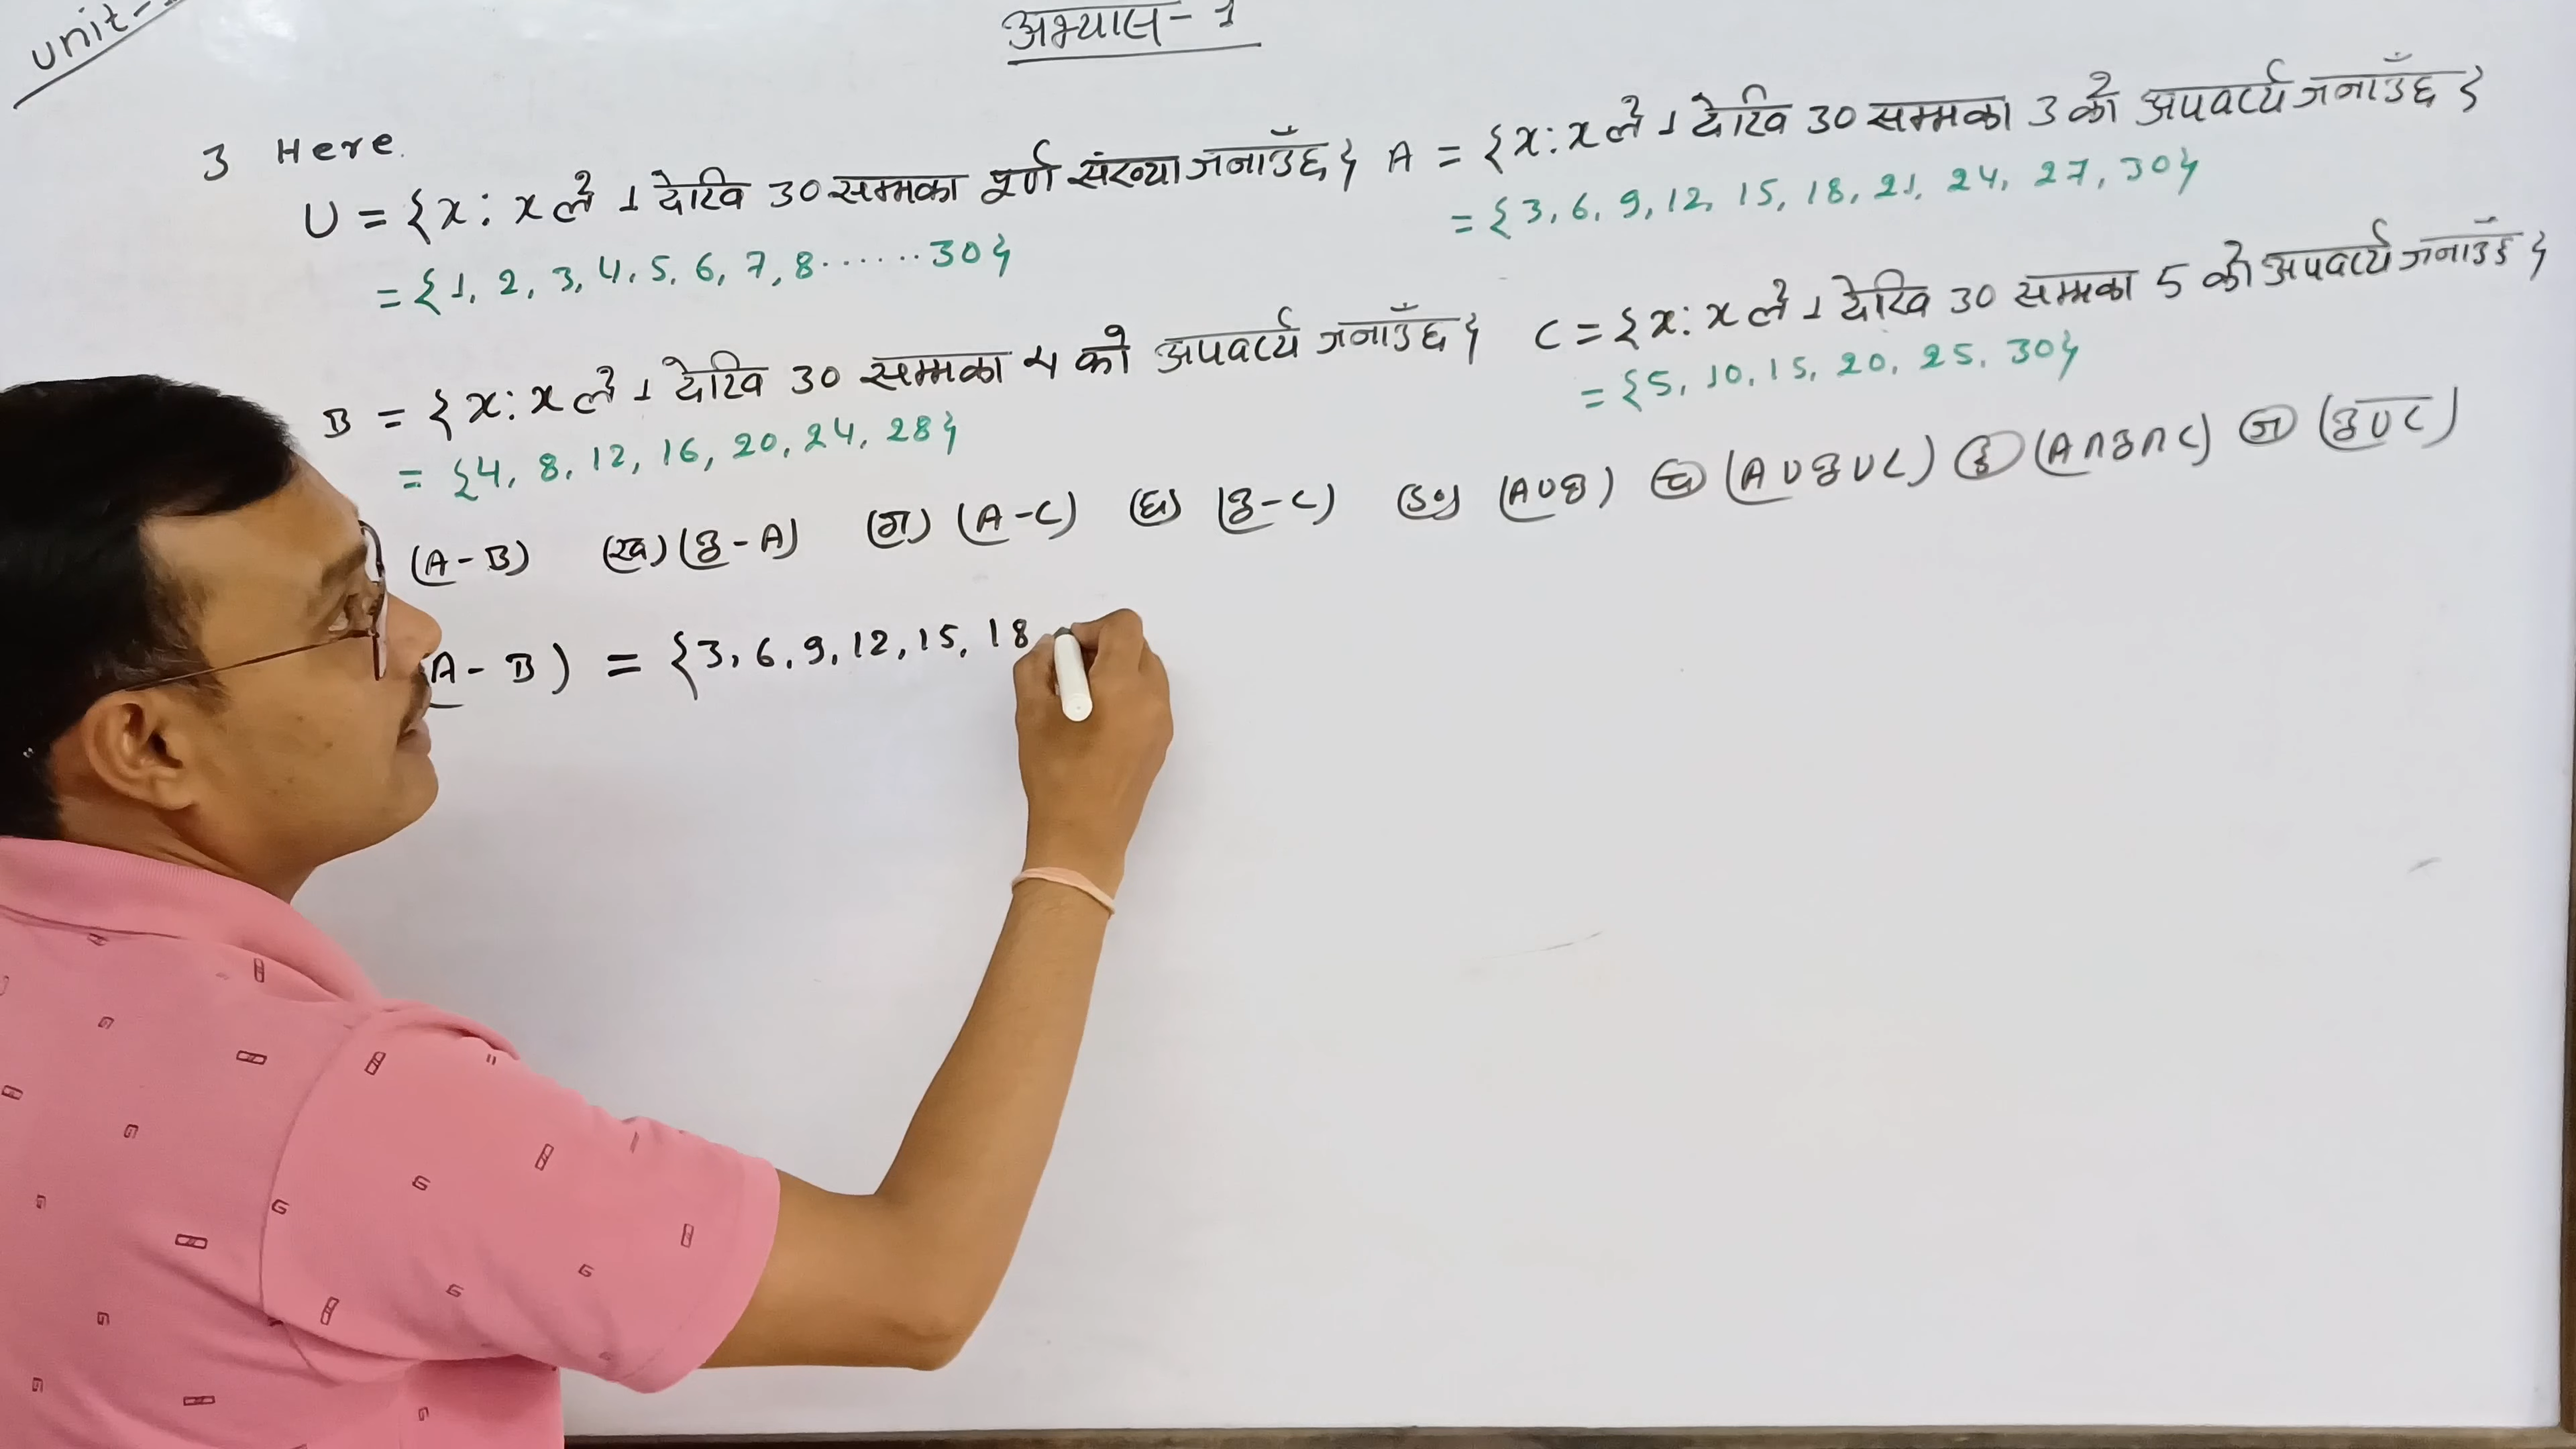 unit-
अभ्यास - 1
3 Here.
U = {x : x ले 1 देखि 30 सम्मका पूर्ण संख्या जनाउँछ}
= {1, 2, 3, 4, 5, 6, 7, 8 ...... 30}
A = {x : x ले 1 देखि 30 सम्मका 3 को अपवर्त्य जनाउँछ}
= {3, 6, 9, 12, 15, 18, 21, 24, 27, 30}
B = {x : x ले 1 देखि 30 सम्मका 4 को अपवर्त्य जनाउँछ}
= {4, 8, 12, 16, 20, 24, 28}
C = {x : x ले 1 देखि 30 सम्मका 5 को अपवर्त्य जनाउँछ}
= {5, 10, 15, 20, 25, 30}
(A - B) (ख) (B - A) (ग) (A - C) (घ) (B - C) (ङ) (A ∪ B) (च) (A ∪ B ∪ C) (छ) (A ∩ B ∩ C) (ज) (B̅ ∪̅ C̅)
(A - B) = {3, 6, 9, 12, 15, 18